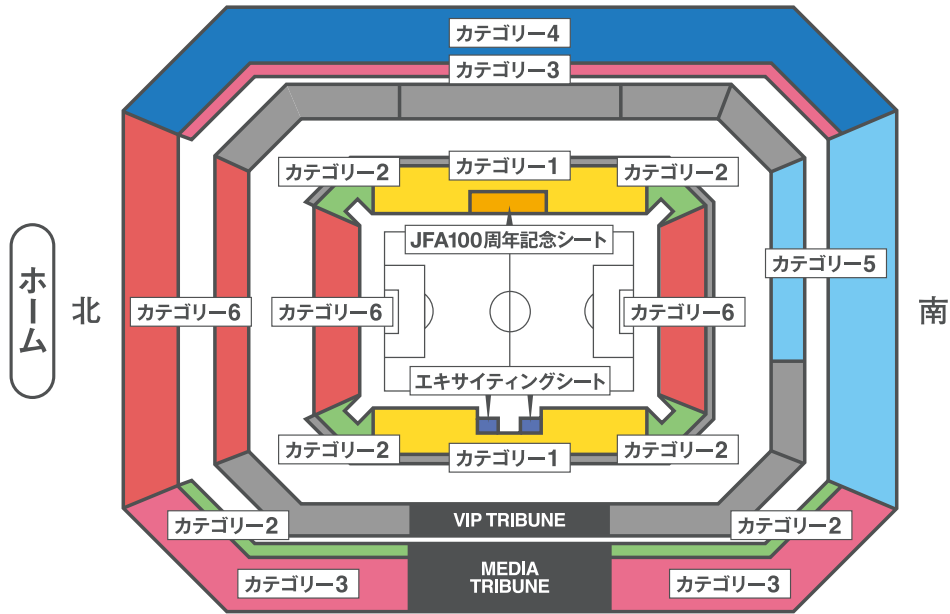 カテゴリー4
カテゴリー3
カテゴリー2
カテゴリー1
カテゴリー2
JFA100周年記念シート
カテゴリー5
ホーム
北
カテゴリー6
カテゴリー6
カテゴリー6
南
エキサイティングシート
カテゴリー2
カテゴリー1
カテゴリー2
VIP TRIBUNE
カテゴリー2
カテゴリー2
MEDIA
TRIBUNE
カテゴリー3
カテゴリー3